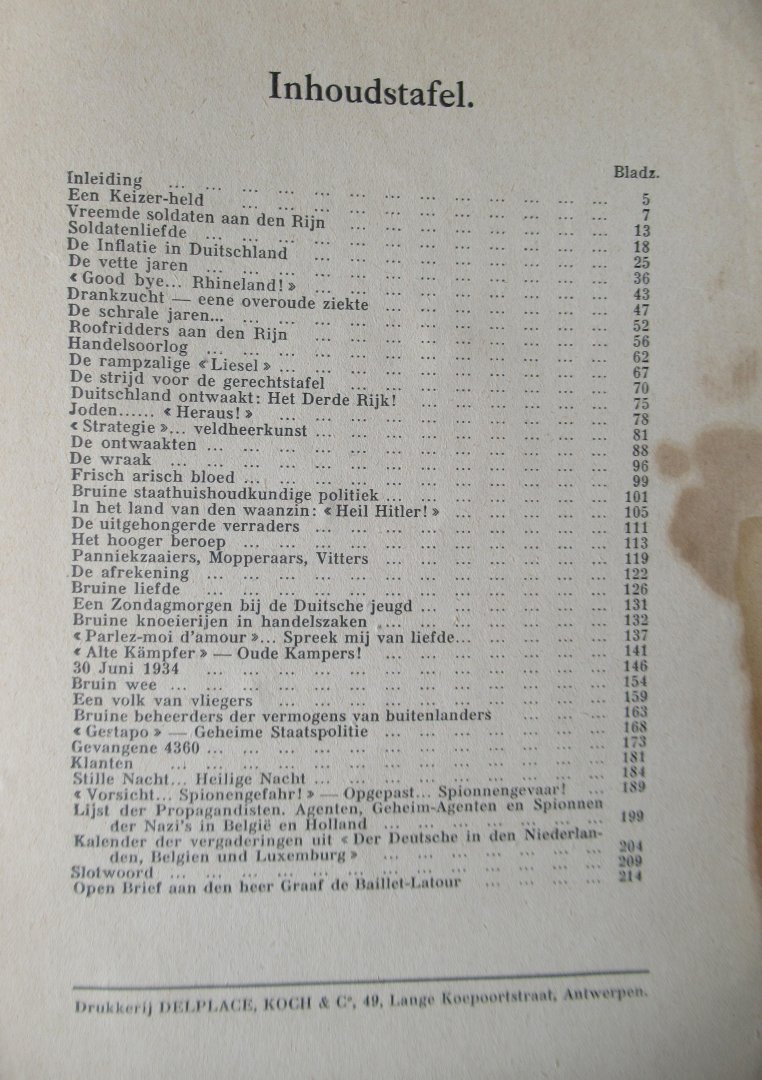 Inhoudstafel.
Bladz.
Inleiding ... ... ... ... ... ... ... ... ... ... ... ... ... 5
Een Keizer-held ... ... ... ... ... ... ... ... ... ... ... ... 7
Vreemde soldaten aan den Rijn ... ... ... ... ... ... ... ... 13
Soldatenliefde ... ... ... ... ... ... ... ... ... ... ... ... 18
De Inflatie in Duitschland ... ... ... ... ... ... ... ... ... 25
De vette jaren ... ... ... ... ... ... ... ... ... ... ... ... 36
« Good bye... Rhineland! » ... ... ... ... ... ... ... ... ... 43
Drankzucht — eene overoude ziekte ... ... ... ... ... ... ... 47
De schrale jaren... ... ... ... ... ... ... ... ... ... ... ... 52
Roofridders aan den Rijn ... ... ... ... ... ... ... ... ... 56
Handelsoorlog ... ... ... ... ... ... ... ... ... ... ... ... 62
De rampzalige « Liesel » ... ... ... ... ... ... ... ... ... ... 67
De strijd voor de gerechtstafel ... ... ... ... ... ... ... ... 70
Duitschland ontwaakt: Het Derde Rijk! ... ... ... ... ... ... 75
Joden...... « Heraus! » ... ... ... ... ... ... ... ... ... ... 78
« Strategie »... veldheerkunst ... ... ... ... ... ... ... ... ... 81
De ontwaakten ... ... ... ... ... ... ... ... ... ... ... ... 88
De wraak ... ... ... ... ... ... ... ... ... ... ... ... ... 96
Frisch arisch bloed ... ... ... ... ... ... ... ... ... ... ... 99
Bruine staathuishoudkundige politiek ... ... ... ... ... ... ... 101
In het land van den waanzin: « Heil Hitler! » ... ... ... ... ... 105
De uitgehongerde verraders ... ... ... ... ... ... ... ... ... 111
Het hooger beroep ... ... ... ... ... ... ... ... ... ... ... 113
Panniekzaaiers, Mopperaars, Vitters ... ... ... ... ... ... ... 119
De afrekening ... ... ... ... ... ... ... ... ... ... ... ... 122
Bruine liefde ... ... ... ... ... ... ... ... ... ... ... ... 126
Een Zondagmorgen bij de Duitsche jeugd ... ... ... ... ... ... 131
Bruine knoeierijen in handelszaken ... ... ... ... ... ... ... 132
« Parlez-moi d'amour »... Spreek mij van liefde... ... ... ... ... 137
« Alte Kämpfer » — Oude Kampers! ... ... ... ... ... ... ... 141
30 Juni 1934 ... ... ... ... ... ... ... ... ... ... ... ... 146
Bruin wee ... ... ... ... ... ... ... ... ... ... ... ... ... 154
Een volk van vliegers ... ... ... ... ... ... ... ... ... ... 159
Bruine beheerders der vermogens van buitenlanders ... ... ... 163
« Gestapo » — Geheime Staatspolitie ... ... ... ... ... ... ... 168
Gevangene 4360 ... ... ... ... ... ... ... ... ... ... ... ... 173
Klanten ... ... ... ... ... ... ... ... ... ... ... ... ... 181
Stille Nacht... Heilige Nacht ... ... ... ... ... ... ... ... ... 184
« Vorsicht... Spionengefahr! » — Opgepast... Spionnengevaar! ... 189
Lijst der Propagandisten. Agenten, Geheim-Agenten en Spionnen
der Nazi's in België en Holland ... ... ... ... ... ... ... 199
Kalender der vergaderingen uit « Der Deutsche in den Niederlan-
den, Belgien und Luxemburg » ... ... ... ... ... ... ... 204
Slotwoord ... ... ... ... ... ... ... ... ... ... ... ... ... 209
Open Brief aan den heer Graaf de Baillet-Latour ... ... ... ... 214
Drukkerij DELPLACE, KOCH & Cº, 49, Lange Koepoortstraat, Antwerpen.